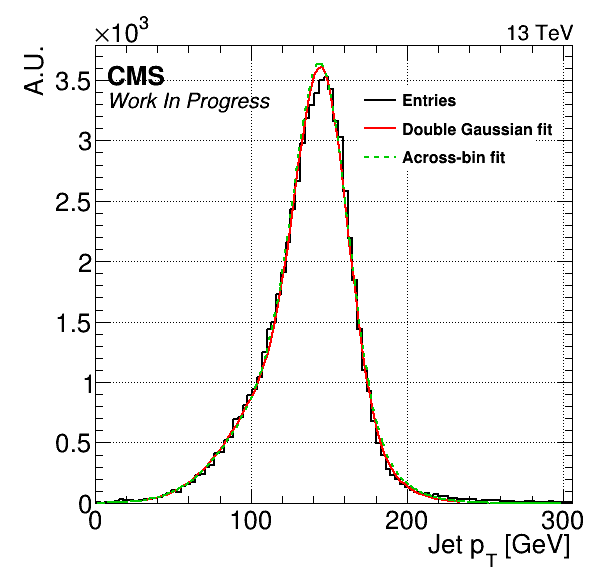 ×10³
13 TeV
A.U.
CMS
Work In Progress
Entries
Double Gaussian fit
Across-bin fit
3.5
3
2.5
2
1.5
1
0.5
0
0 100 200 300
Jet p_T [GeV]